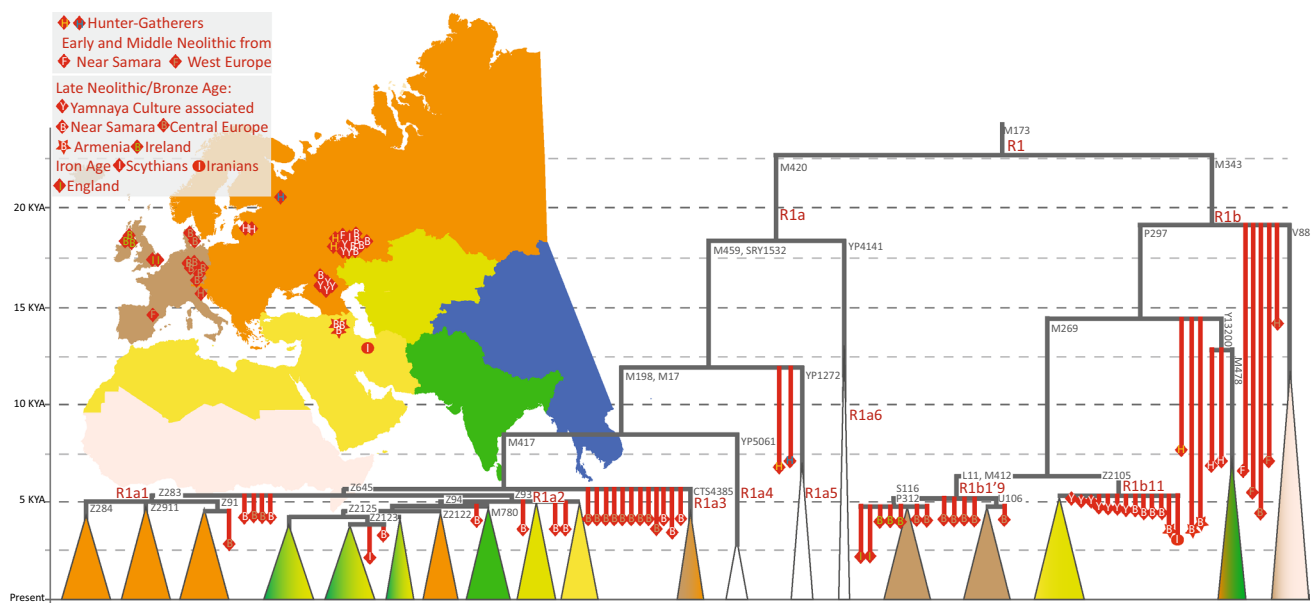 Hunter-Gatherers
Early and Middle Neolithic from
Near Samara West Europe
Late Neolithic/Bronze Age:
Yamnaya Culture associated
Near Samara Central Europe
Armenia Ireland
Iron Age Scythians Iranians
England
20 KYA
15 KYA
10 KYA
5 KYA
Present
M173
R1
M420
M343
R1a
R1b
M459, SRY1532
YP4141
P297
V88
M269
Y13200
M478
M198, M17
YP1272
R1a6
M417
YP5061
L11, M412
Z2105
R1a1
Z283
Z645
Z93
R1a2
CTS4385
R1a3
R1a4
R1a5
S116
P312
R1b1'9
U106
R1b11
Z284
Z2911
Z91
Z94
Z2125
Z2123
Z2122
M780